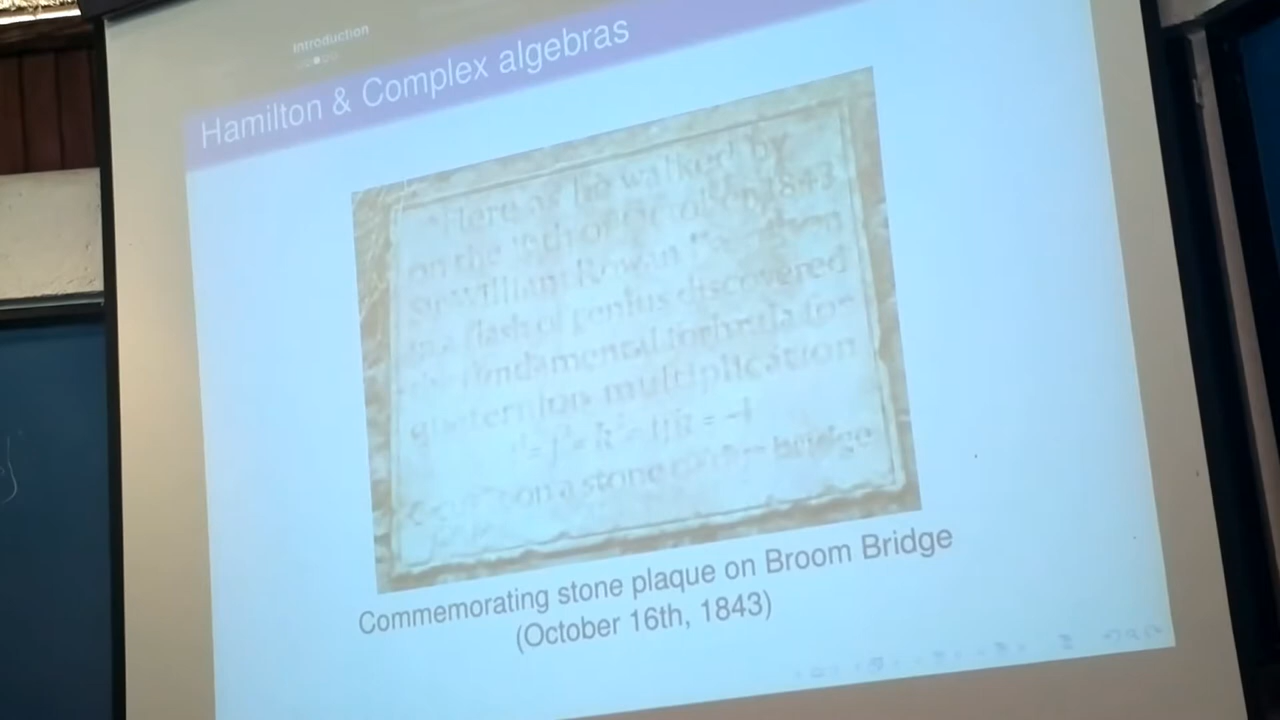 Introduction
Hamilton & Complex algebras
Here as he walked by
on the 16th of October 1843
Sir William Rowan Hamilton
in a flash of genius discovered
the fundamental formula for
quaternion multiplication
i² = j² = k² = ijk = −1
on a stone of this bridge
Commemorating stone plaque on Broom Bridge
(October 16th, 1843)